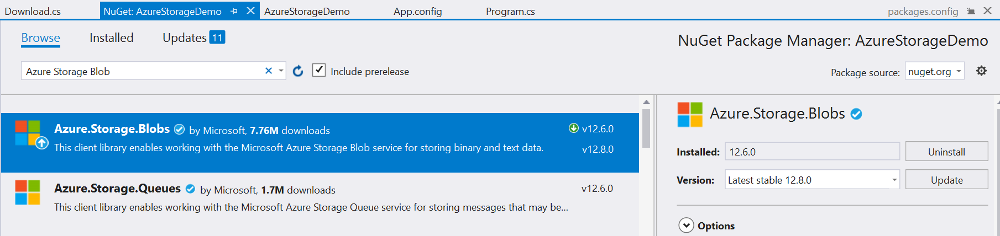 Download.cs NuGet: AzureStorageDemo AzureStorageDemo App.config Program.cs packages.config
Browse Installed Updates 11
NuGet Package Manager: AzureStorageDemo
Azure Storage Blob Include prerelease
Package source: nuget.org
Azure.Storage.Blobs by Microsoft, 7.76M downloads v12.6.0
This client library enables working with the Microsoft Azure Storage Blob service for storing binary and text data. v12.8.0
Azure.Storage.Queues by Microsoft, 1.7M downloads v12.6.0
This client library enables working with the Microsoft Azure Storage Queue service for storing messages that may be...
Azure.Storage.Blobs
Installed: 12.6.0 Uninstall
Version: Latest stable 12.8.0 Update
Options